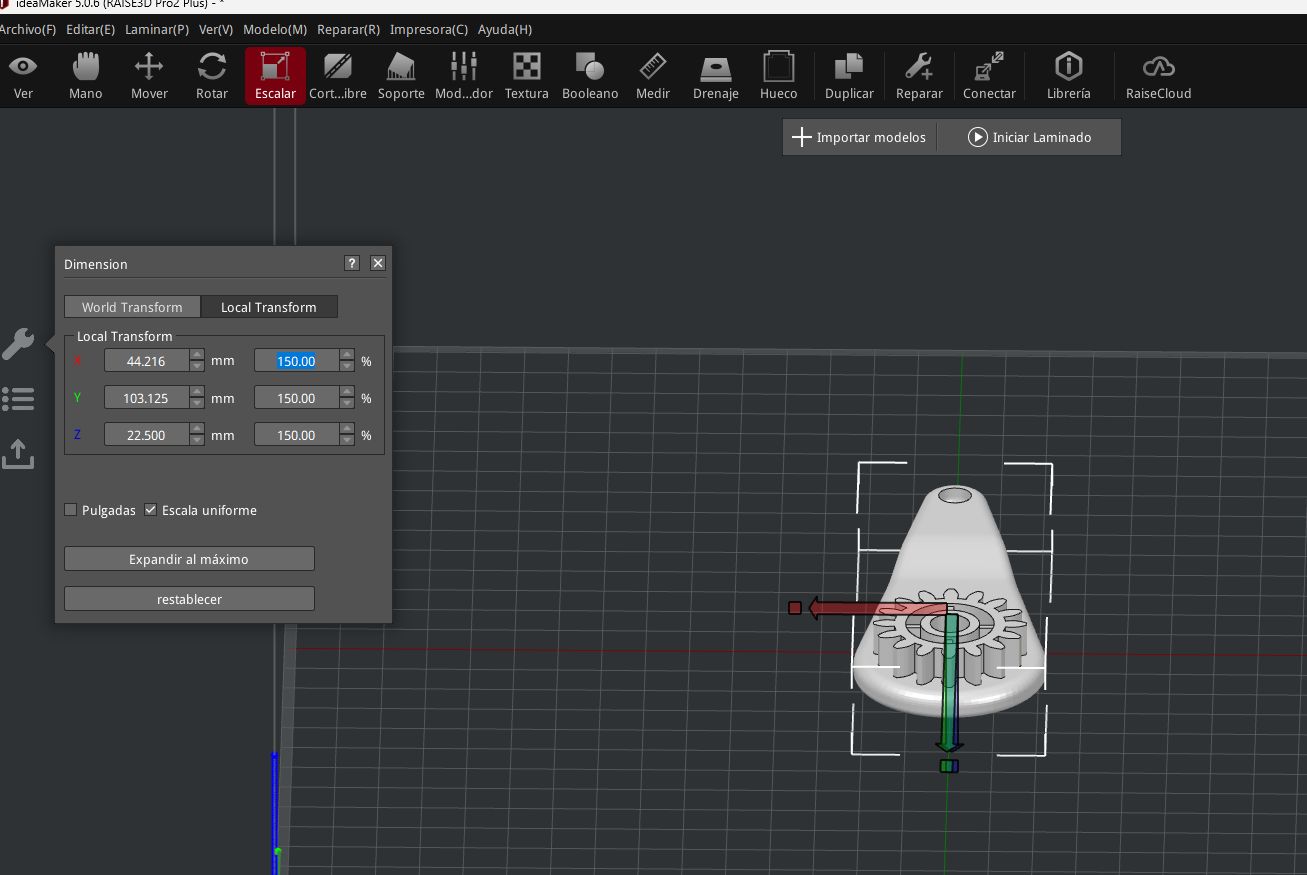 ideaMaker 5.0.6 (RAISE3D Pro2 Plus) - *
Archivo(F) Editar(E) Laminar(P) Ver(V) Modelo(M) Reparar(R) Impresora(C) Ayuda(H)
Ver Mano Mover Rotar Escalar Cort...ibre Soporte Mod...dor Textura Booleano Medir Drenaje Hueco Duplicar Reparar Conectar Librería RaiseCloud
Importar modelos Iniciar Laminado
Dimension ?
World Transform Local Transform
Local Transform
X 44.216 mm 150.00 %
Y 103.125 mm 150.00 %
Z 22.500 mm 150.00 %
Pulgadas Escala uniforme
Expandir al máximo
restablecer